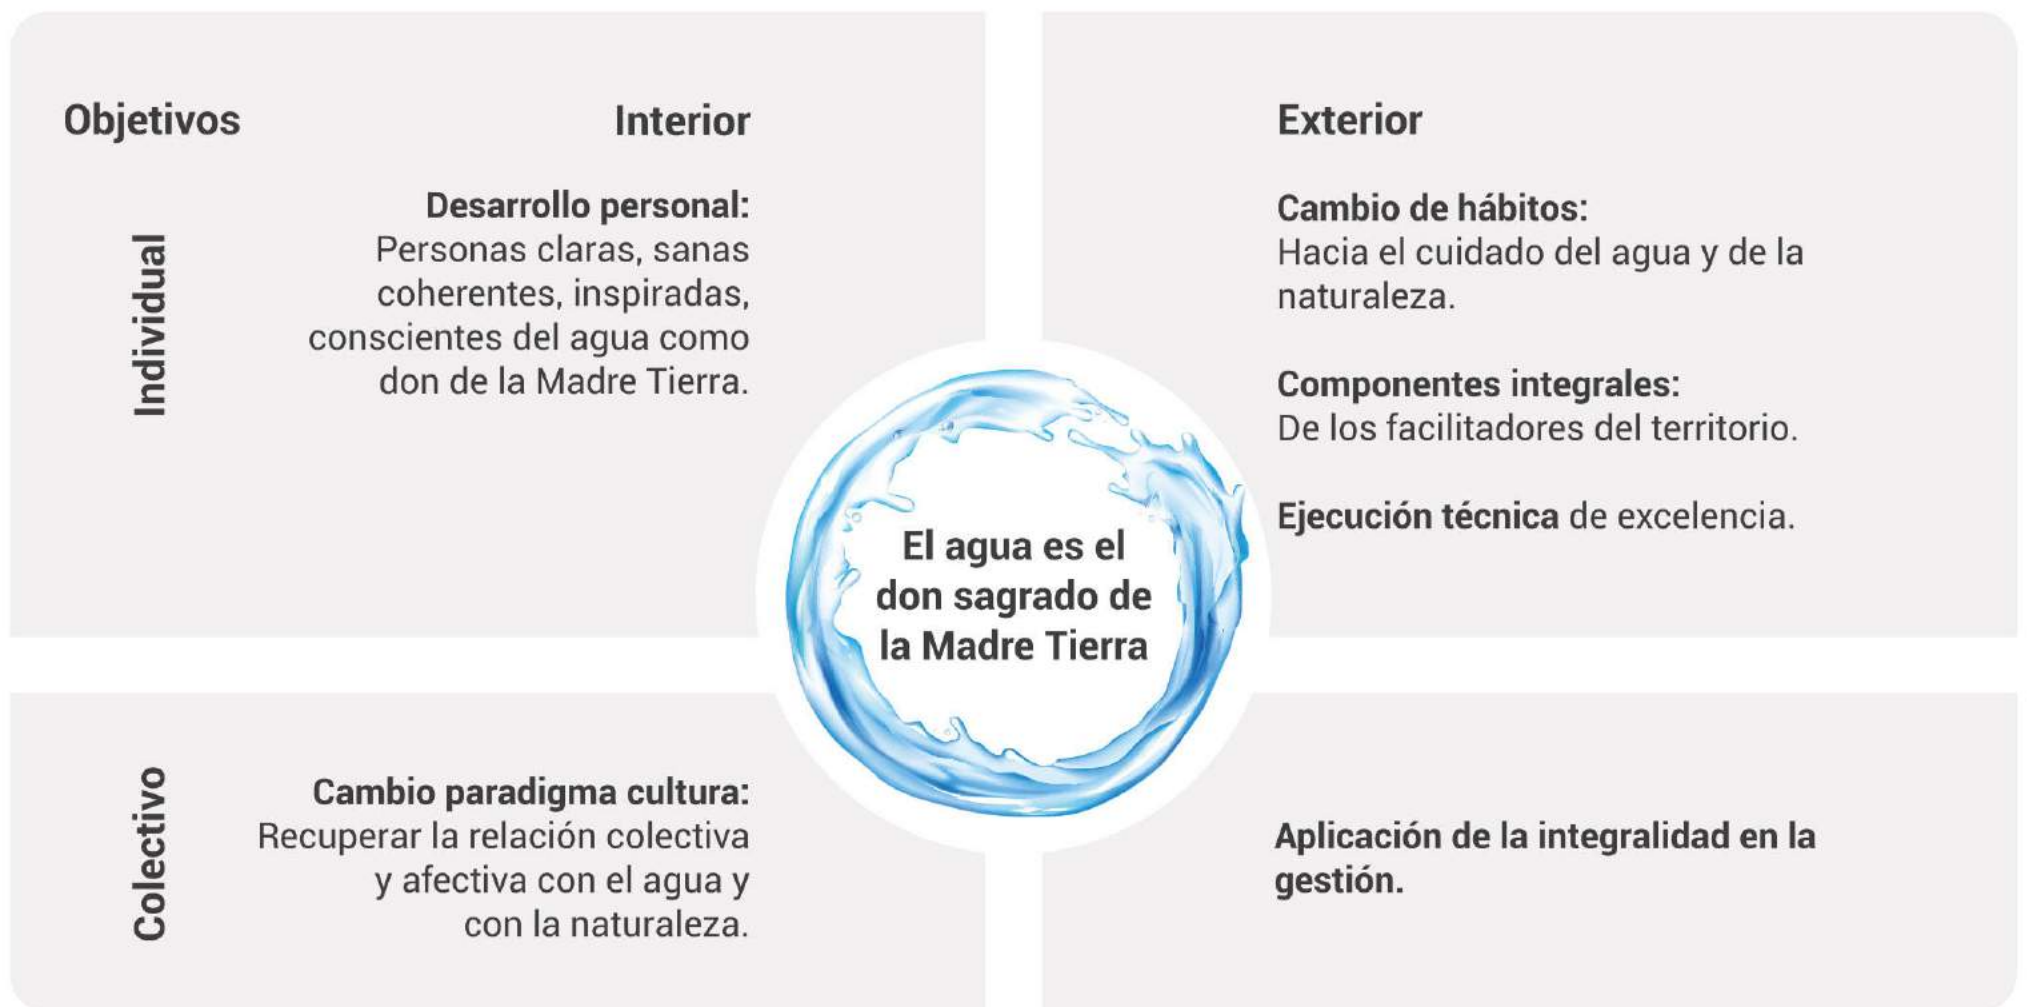 Objetivos
Interior
Exterior
Individual
Desarrollo personal:
Personas claras, sanas
coherentes, inspiradas,
conscientes del agua como
don de la Madre Tierra.
Cambio de hábitos:
Hacia el cuidado del agua y de la
naturaleza.
Componentes integrales:
De los facilitadores del territorio.
Ejecución técnica de excelencia.
El agua es el
don sagrado de
la Madre Tierra
Colectivo
Cambio paradigma cultura:
Recuperar la relación colectiva
y afectiva con el agua y
con la naturaleza.
Aplicación de la integralidad en la
gestión.